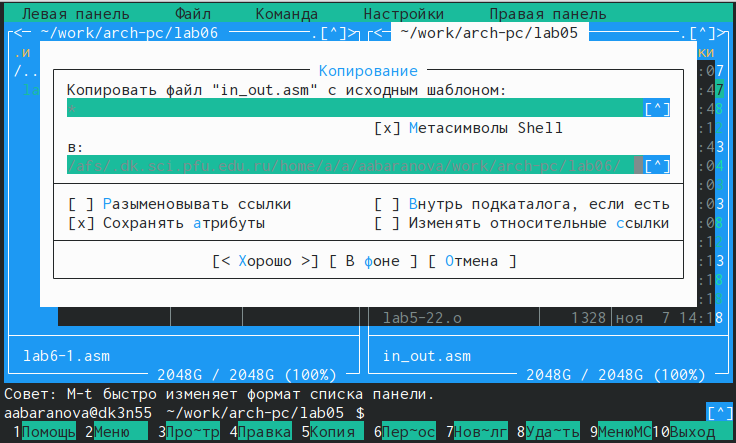 Левая панель Файл Команда Настройки Правая панель
<─ ~/work/arch-pc/lab06 .[^]> <─ ~/work/arch-pc/lab05 .[^]>
.и ки
/.. :07
Копирование
Копировать файл "in_out.asm" с исходным шаблоном:
* [^]
[x] Метасимволы Shell
в:
/afs/.dk.sci.pfu.edu.ru/home/a/a/aabaranova/work/arch-pc/lab06/ [^]
[ ] Разыменовывать ссылки [ ] Внутрь подкаталога, если есть
[x] Сохранять атрибуты [ ] Изменять относительные ссылки
[< Хорошо >] [ В фоне ] [ Отмена ]
lab5-22.o 1328 ноя 7 14:18
lab6-1.asm in_out.asm
2048G / 2048G (100%) 2048G / 2048G (100%)
Совет: M-t быстро изменяет формат списка панели.
aabaranova@dk3n55 ~/work/arch-pc/lab05 $ [^]
1Помощь 2Меню 3Про~тр 4Правка 5Копия 6Пер~ос 7Нов~лг 8Уда~ть 9МенюMC 10Выход